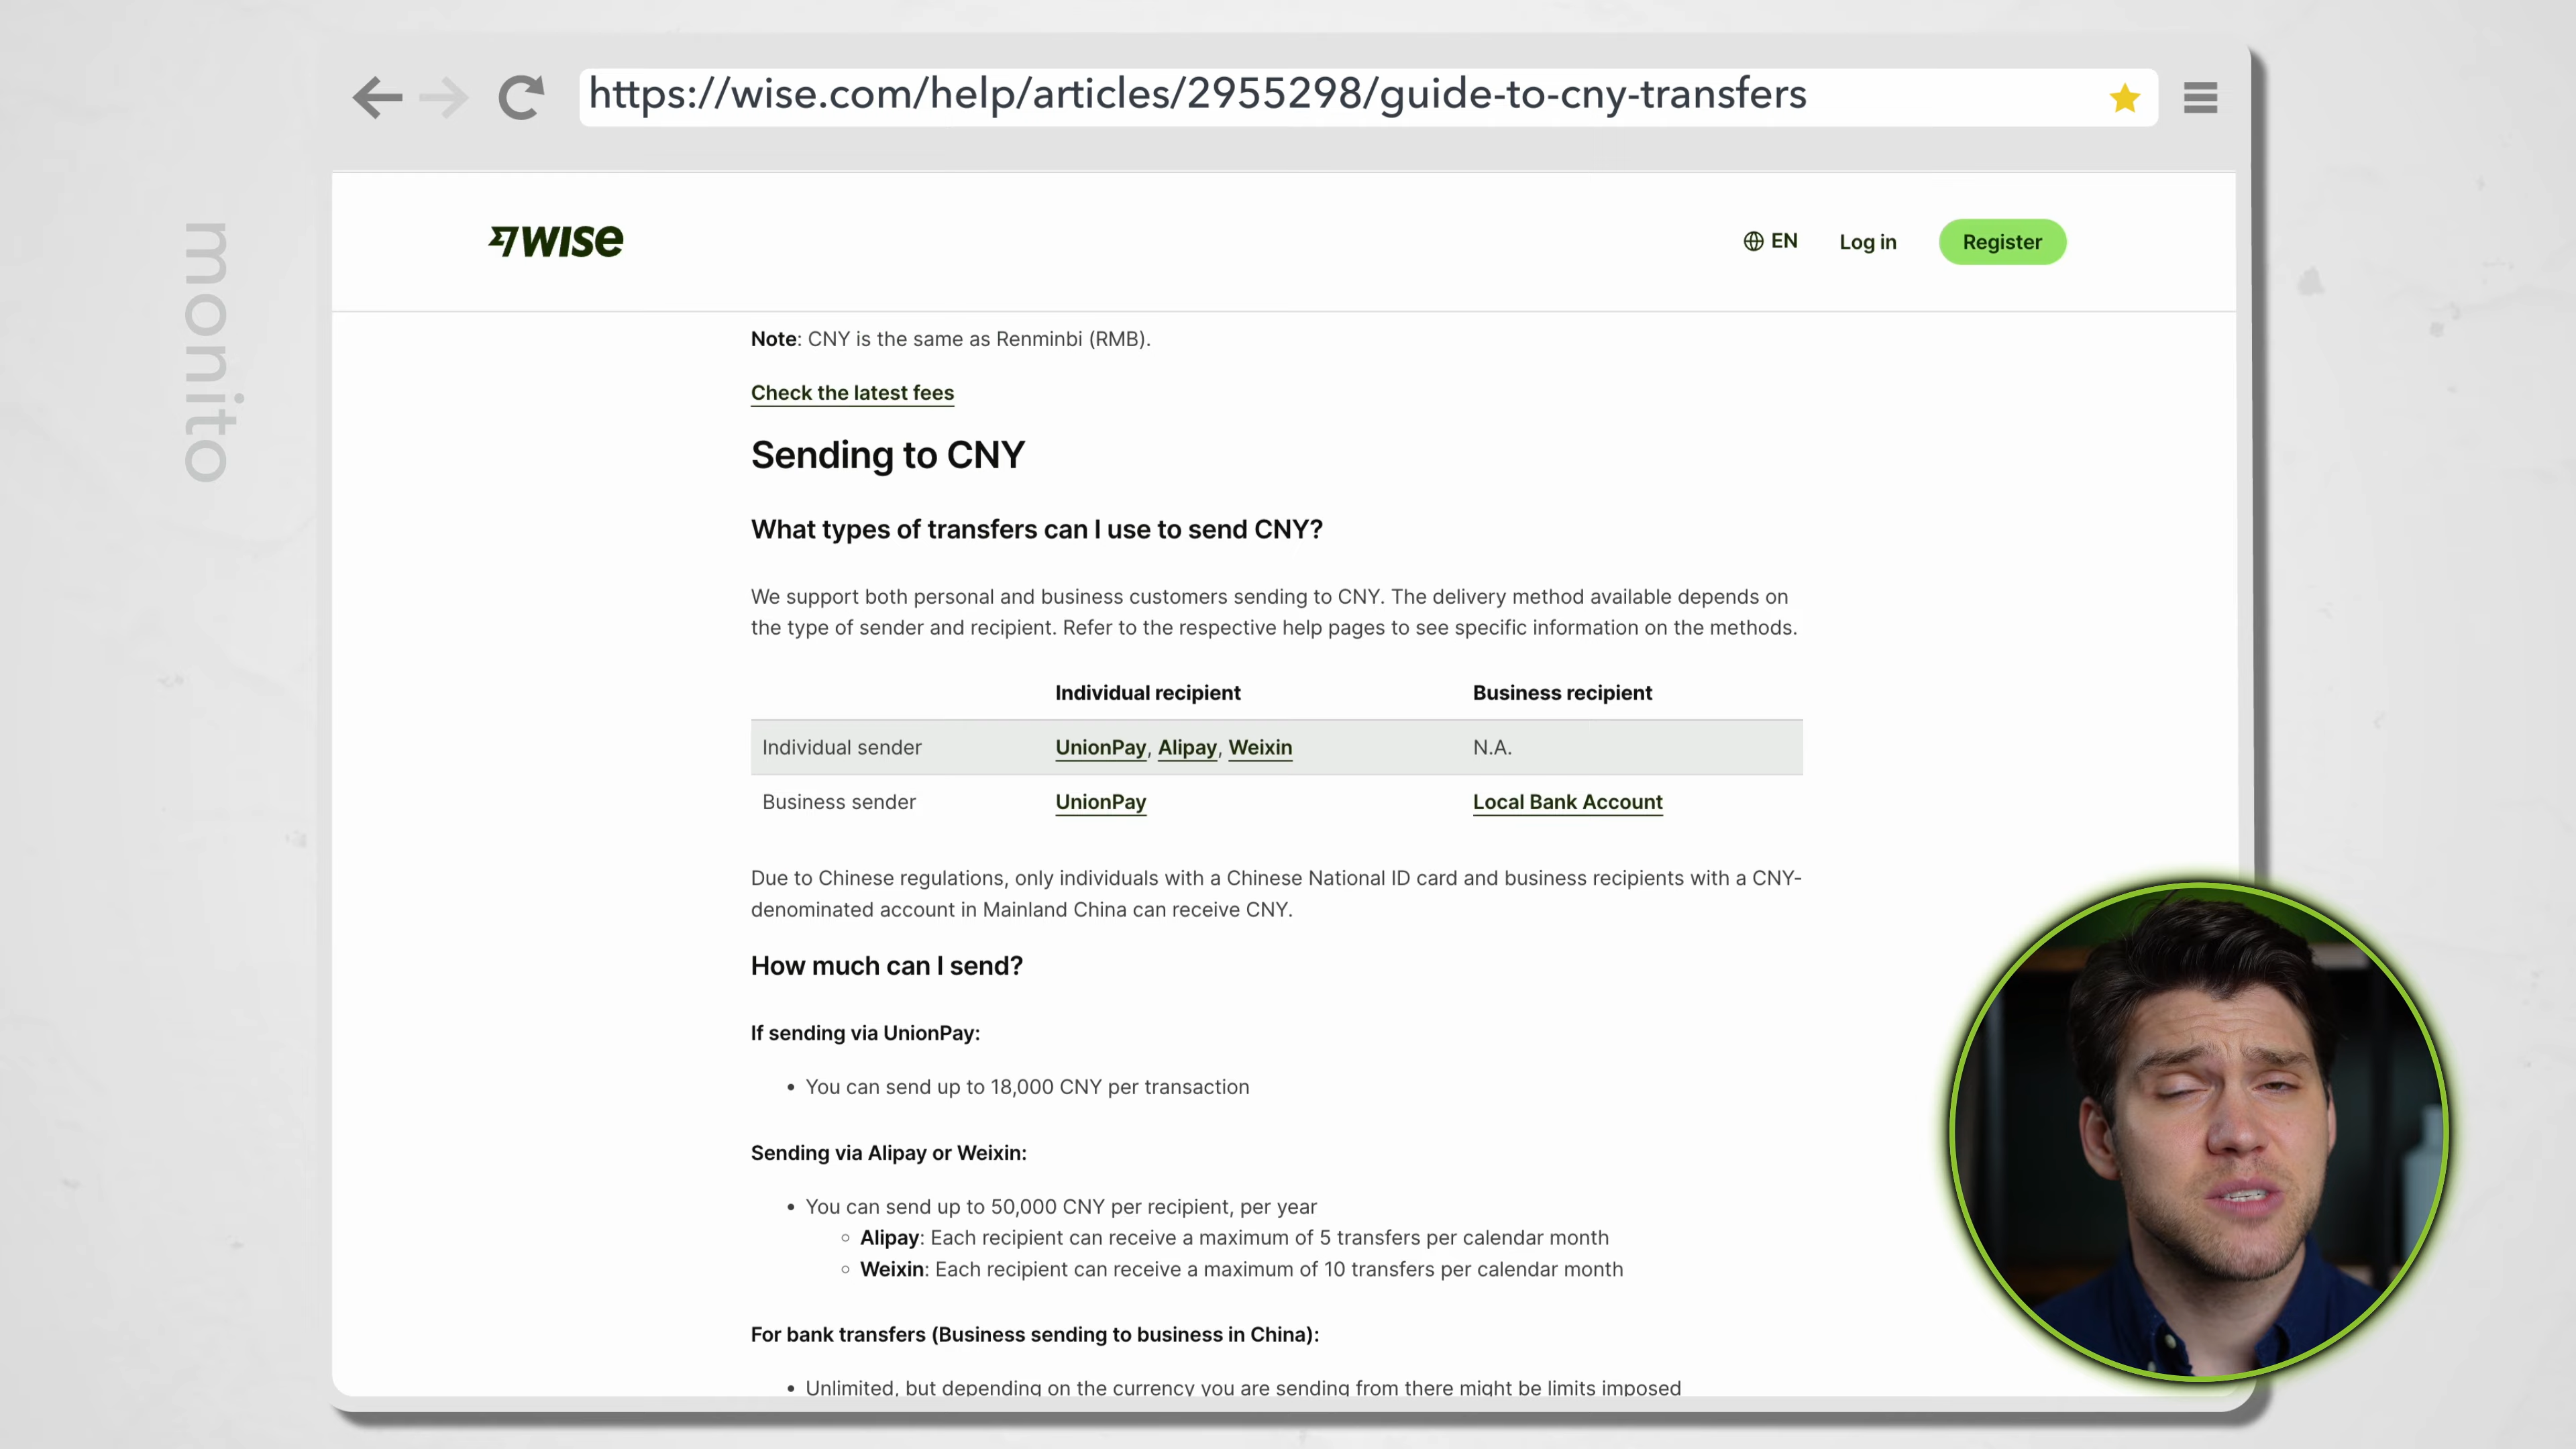 https://wise.com/help/articles/2955298/guide-to-cny-transfers
monito
WISE
EN
Log in
Register
Note: CNY is the same as Renminbi (RMB).
Check the latest fees
Sending to CNY
What types of transfers can I use to send CNY?
We support both personal and business customers sending to CNY. The delivery method available depends on
the type of sender and recipient. Refer to the respective help pages to see specific information on the methods.
Individual recipient Business recipient
Individual sender UnionPay, Alipay, Weixin N.A.
Business sender UnionPay Local Bank Account
Due to Chinese regulations, only individuals with a Chinese National ID card and business recipients with a CNY-
denominated account in Mainland China can receive CNY.
How much can I send?
If sending via UnionPay:
• You can send up to 18,000 CNY per transaction
Sending via Alipay or Weixin:
• You can send up to 50,000 CNY per recipient, per year
○ Alipay: Each recipient can receive a maximum of 5 transfers per calendar month
○ Weixin: Each recipient can receive a maximum of 10 transfers per calendar month
For bank transfers (Business sending to business in China):
• Unlimited, but depending on the currency you are sending from there might be limits imposed